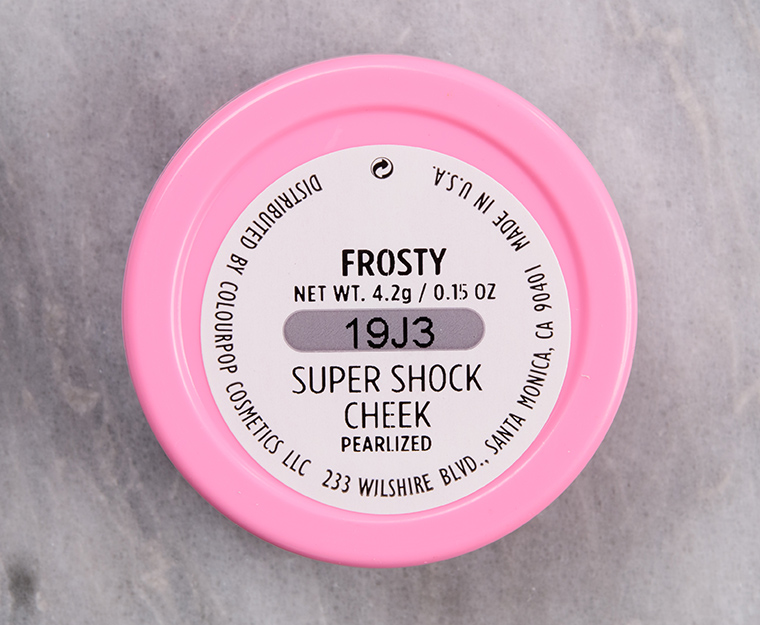 FROSTY
NET WT. 4.2g / 0.15 OZ
19J3
SUPER SHOCK
CHEEK
PEARLIZED
DISTRIBUTED BY COLOURPOP COSMETICS LLC 233 WILSHIRE BLVD., SANTA MONICA, CA 90401 MADE IN U.S.A.